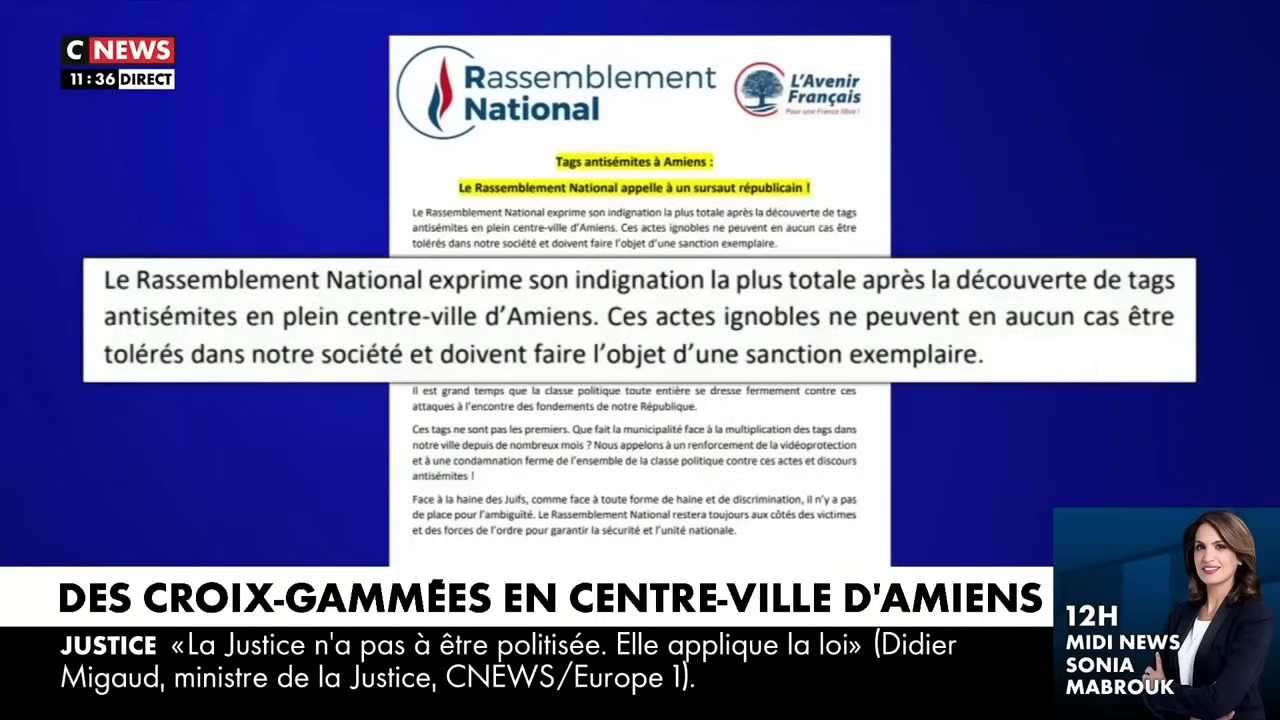 CNEWS
11:36 DIRECT
Rassemblement
National
L'Avenir
Français
Pour une France libre !
Tags antisémites à Amiens :
Le Rassemblement National appelle à un sursaut républicain !
Le Rassemblement National exprime son indignation la plus totale après la découverte de tags
antisémites en plein centre-ville d'Amiens. Ces actes ignobles ne peuvent en aucun cas être
tolérés dans notre société et doivent faire l'objet d'une sanction exemplaire.
Le Rassemblement National exprime son indignation la plus totale après la découverte de tags
antisémites en plein centre-ville d'Amiens. Ces actes ignobles ne peuvent en aucun cas être
tolérés dans notre société et doivent faire l'objet d'une sanction exemplaire.
Il est grand temps que la classe politique toute entière se dresse fermement contre ces
attaques à l'encontre des fondements de notre République.
Ces tags ne sont pas les premiers. Que fait la municipalité face à la multiplication des tags dans
notre ville depuis de nombreux mois ? Nous appelons à un renforcement de la vidéoprotection
et à une condamnation ferme de l'ensemble de la classe politique contre ces actes et discours
antisémites !
Face à la haine des Juifs, comme face à toute forme de haine et de discrimination, il n'y a pas
de place pour l'ambiguïté. Le Rassemblement National restera toujours aux côtés des victimes
et des forces de l'ordre pour garantir la sécurité et l'unité nationale.
DES CROIX-GAMMÉES EN CENTRE-VILLE D'AMIENS
JUSTICE «La Justice n'a pas à être politisée. Elle applique la loi» (Didier
Migaud, ministre de la Justice, CNEWS/Europe 1).
12H
MIDI NEWS
SONIA
MABROUK